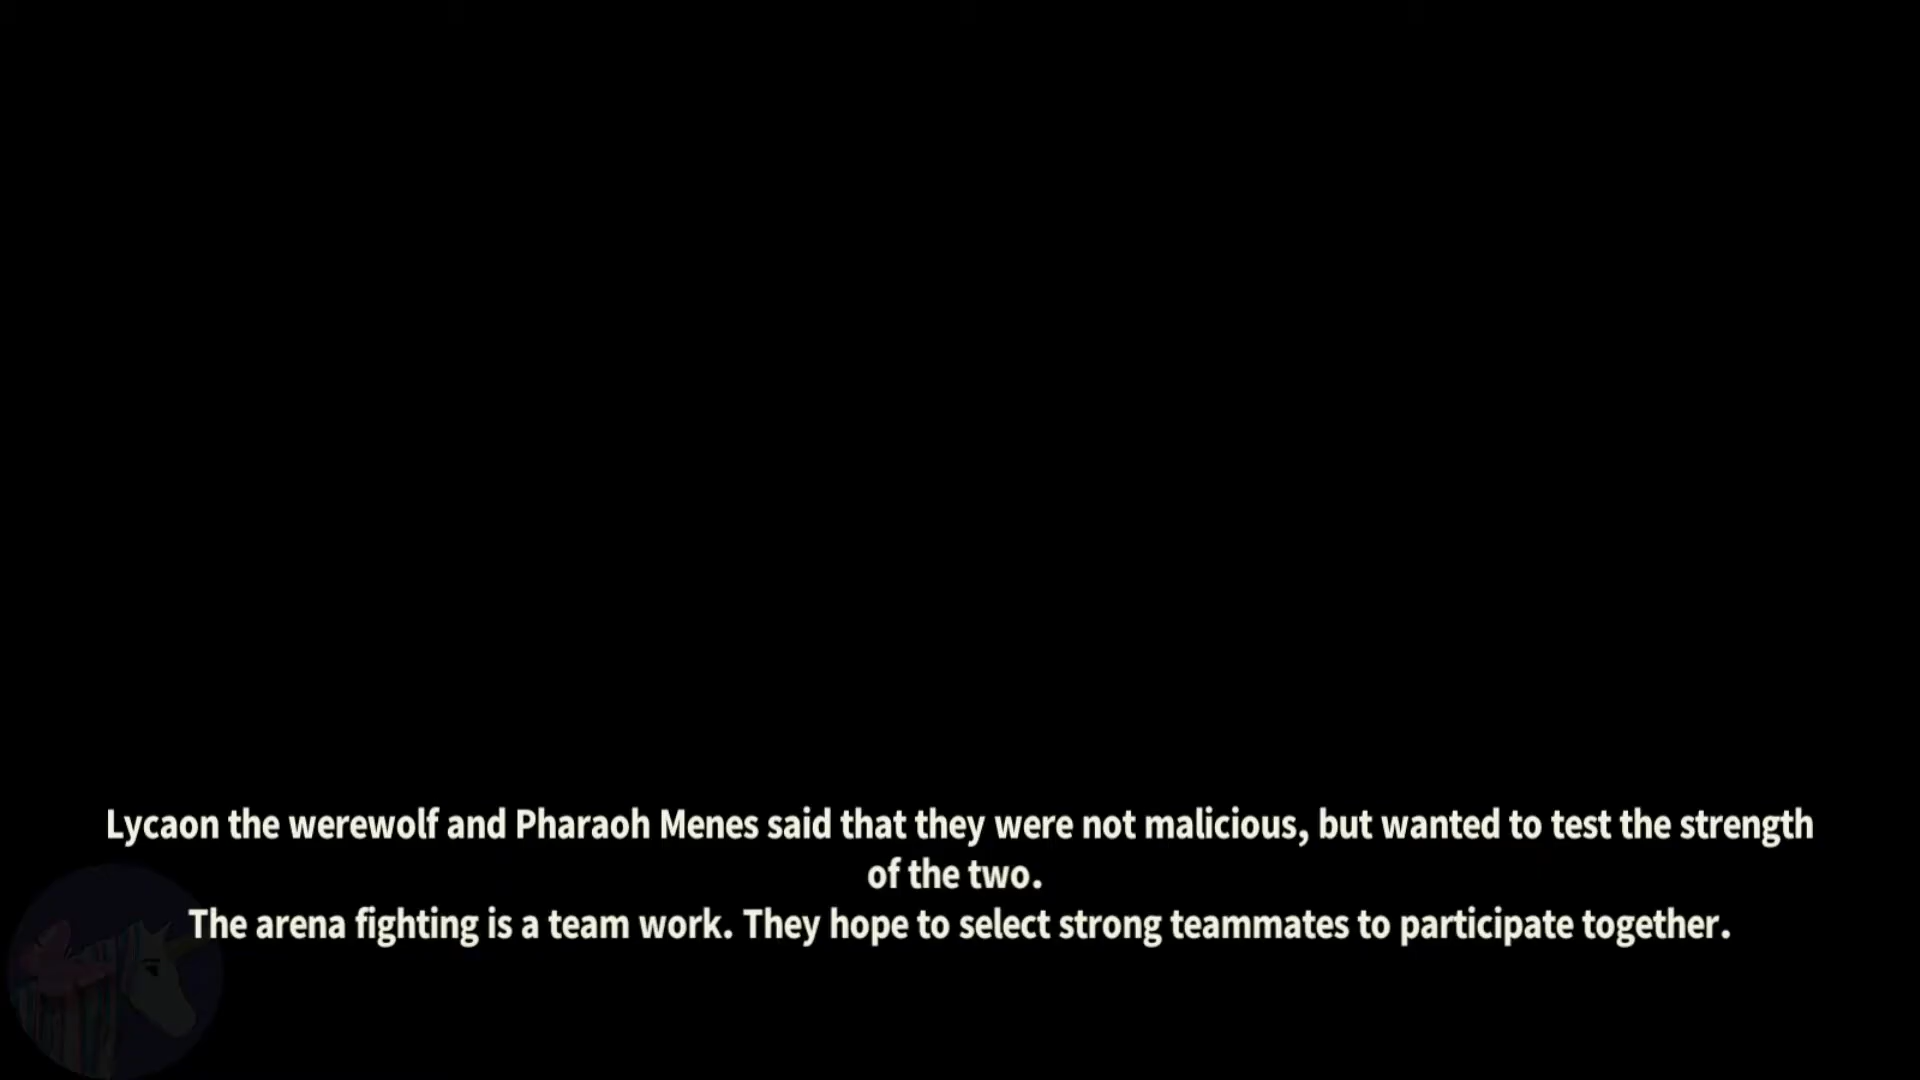 Lycaon the werewolf and Pharaoh Menes said that they were not malicious, but wanted to test the strength
of the two.
The arena fighting is a team work. They hope to select strong teammates to participate together.